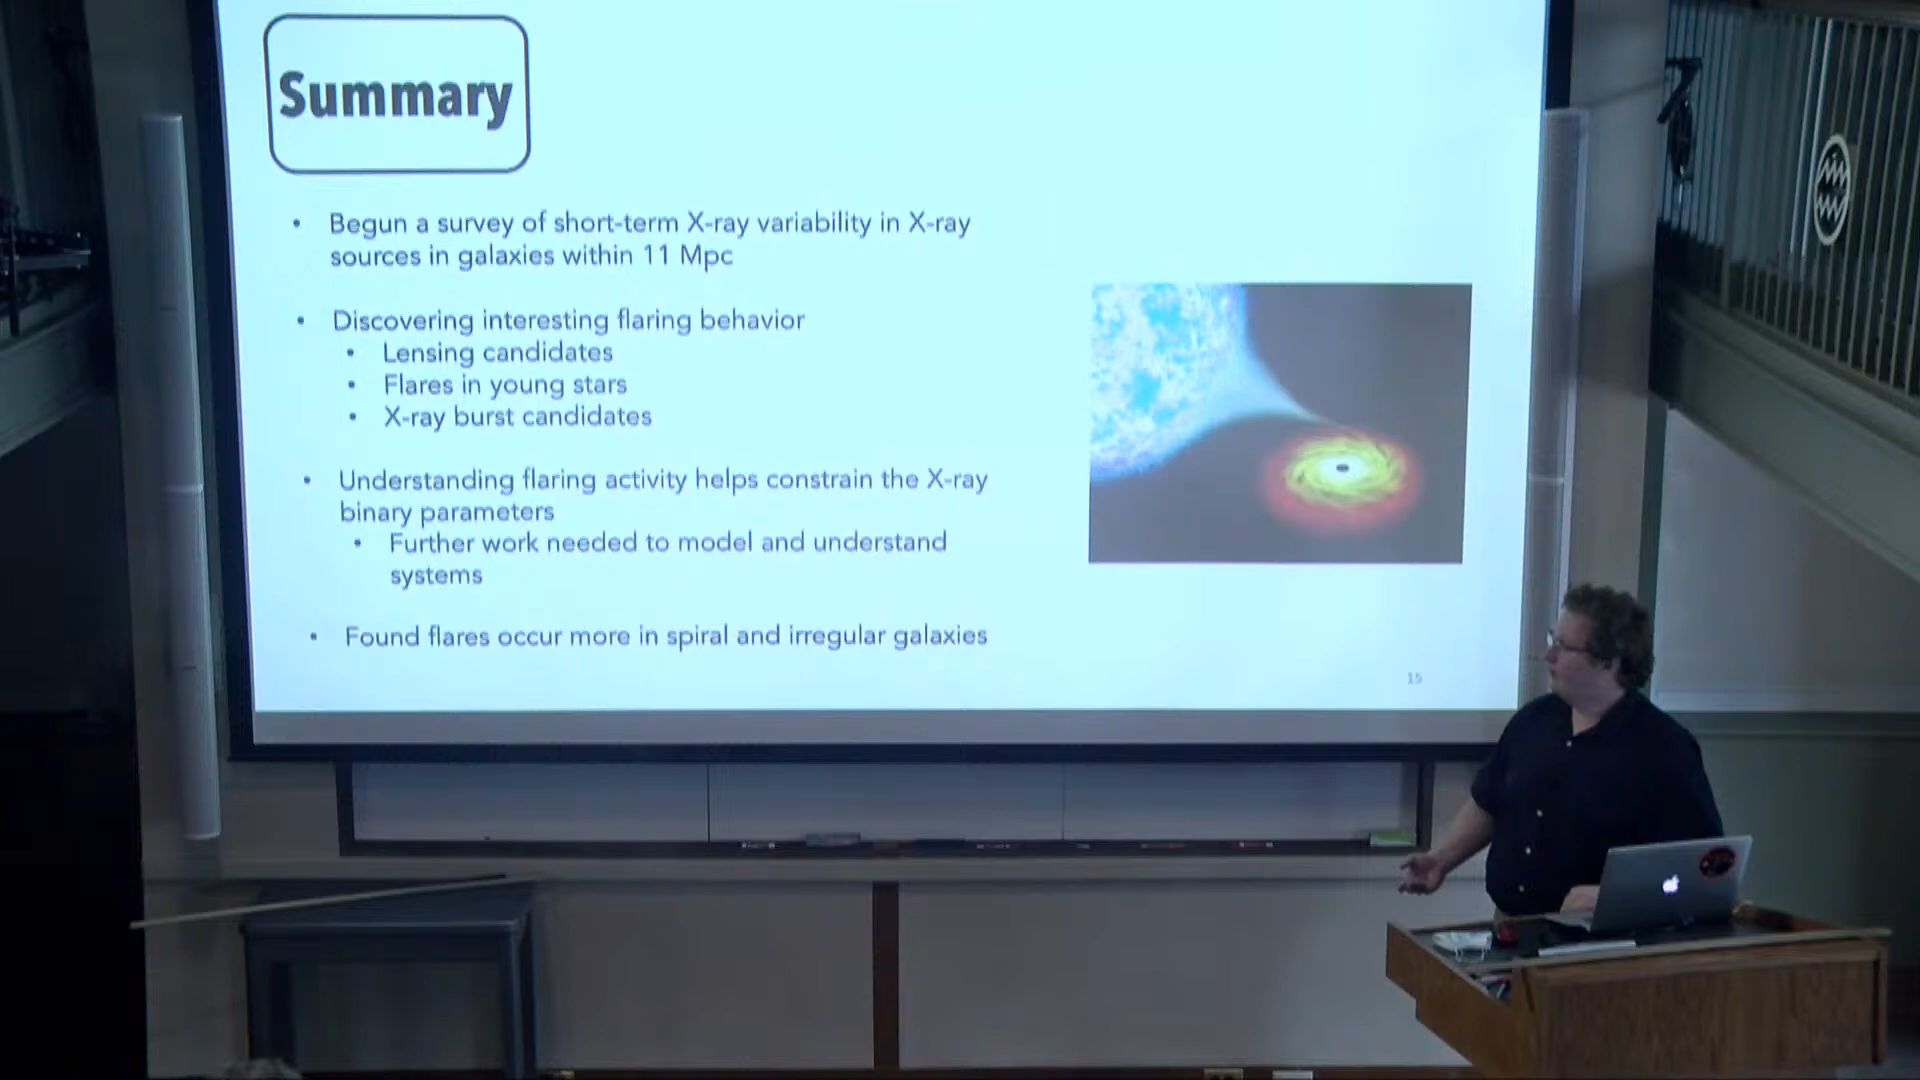 Summary
• Begun a survey of short-term X-ray variability in X-ray
sources in galaxies within 11 Mpc
• Discovering interesting flaring behavior
• Lensing candidates
• Flares in young stars
• X-ray burst candidates
• Understanding flaring activity helps constrain the X-ray
binary parameters
• Further work needed to model and understand
systems
• Found flares occur more in spiral and irregular galaxies
15